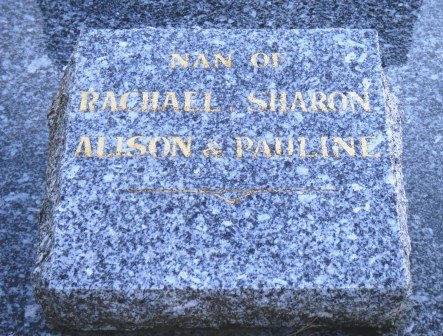 NAN OF
RACHAEL. SHARON
ALISON & PAULINE